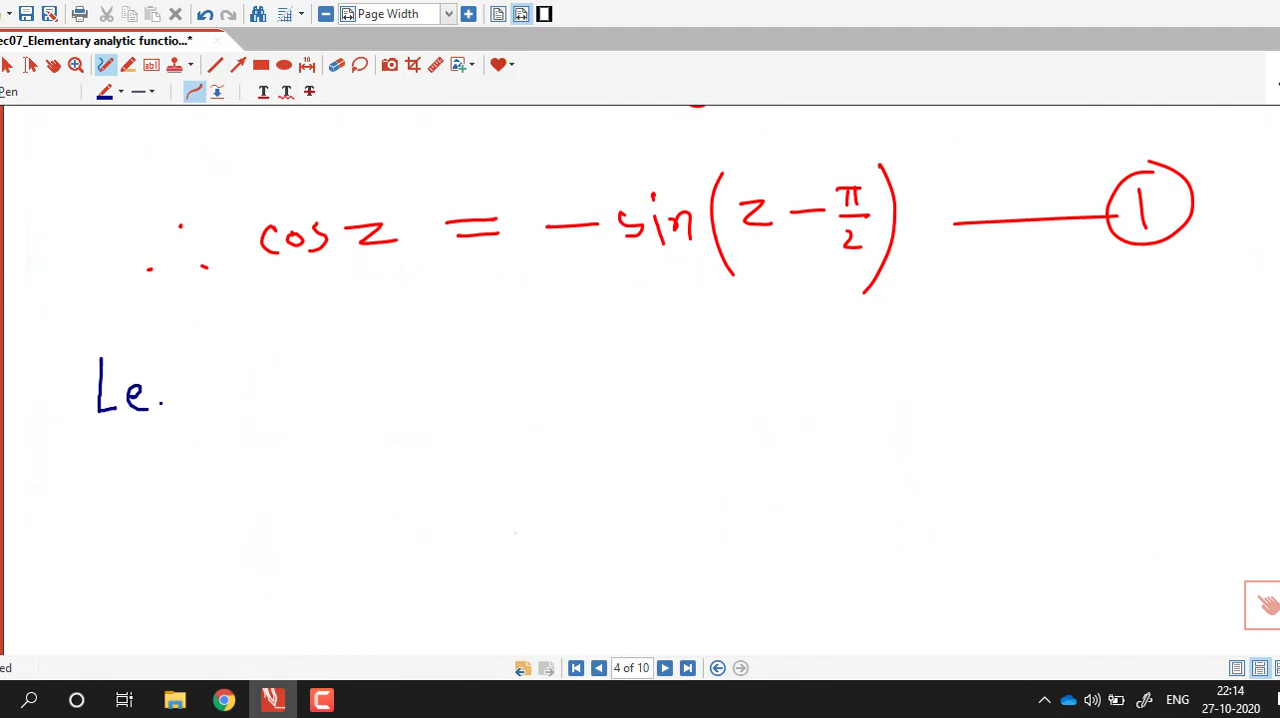 Page Width
ec07_Elementary analytic functio...*
Pen
∴ cos z = - sin(z - π/2) —— ①
Le.
ed
4 of 10
ENG
22:14
27-10-2020